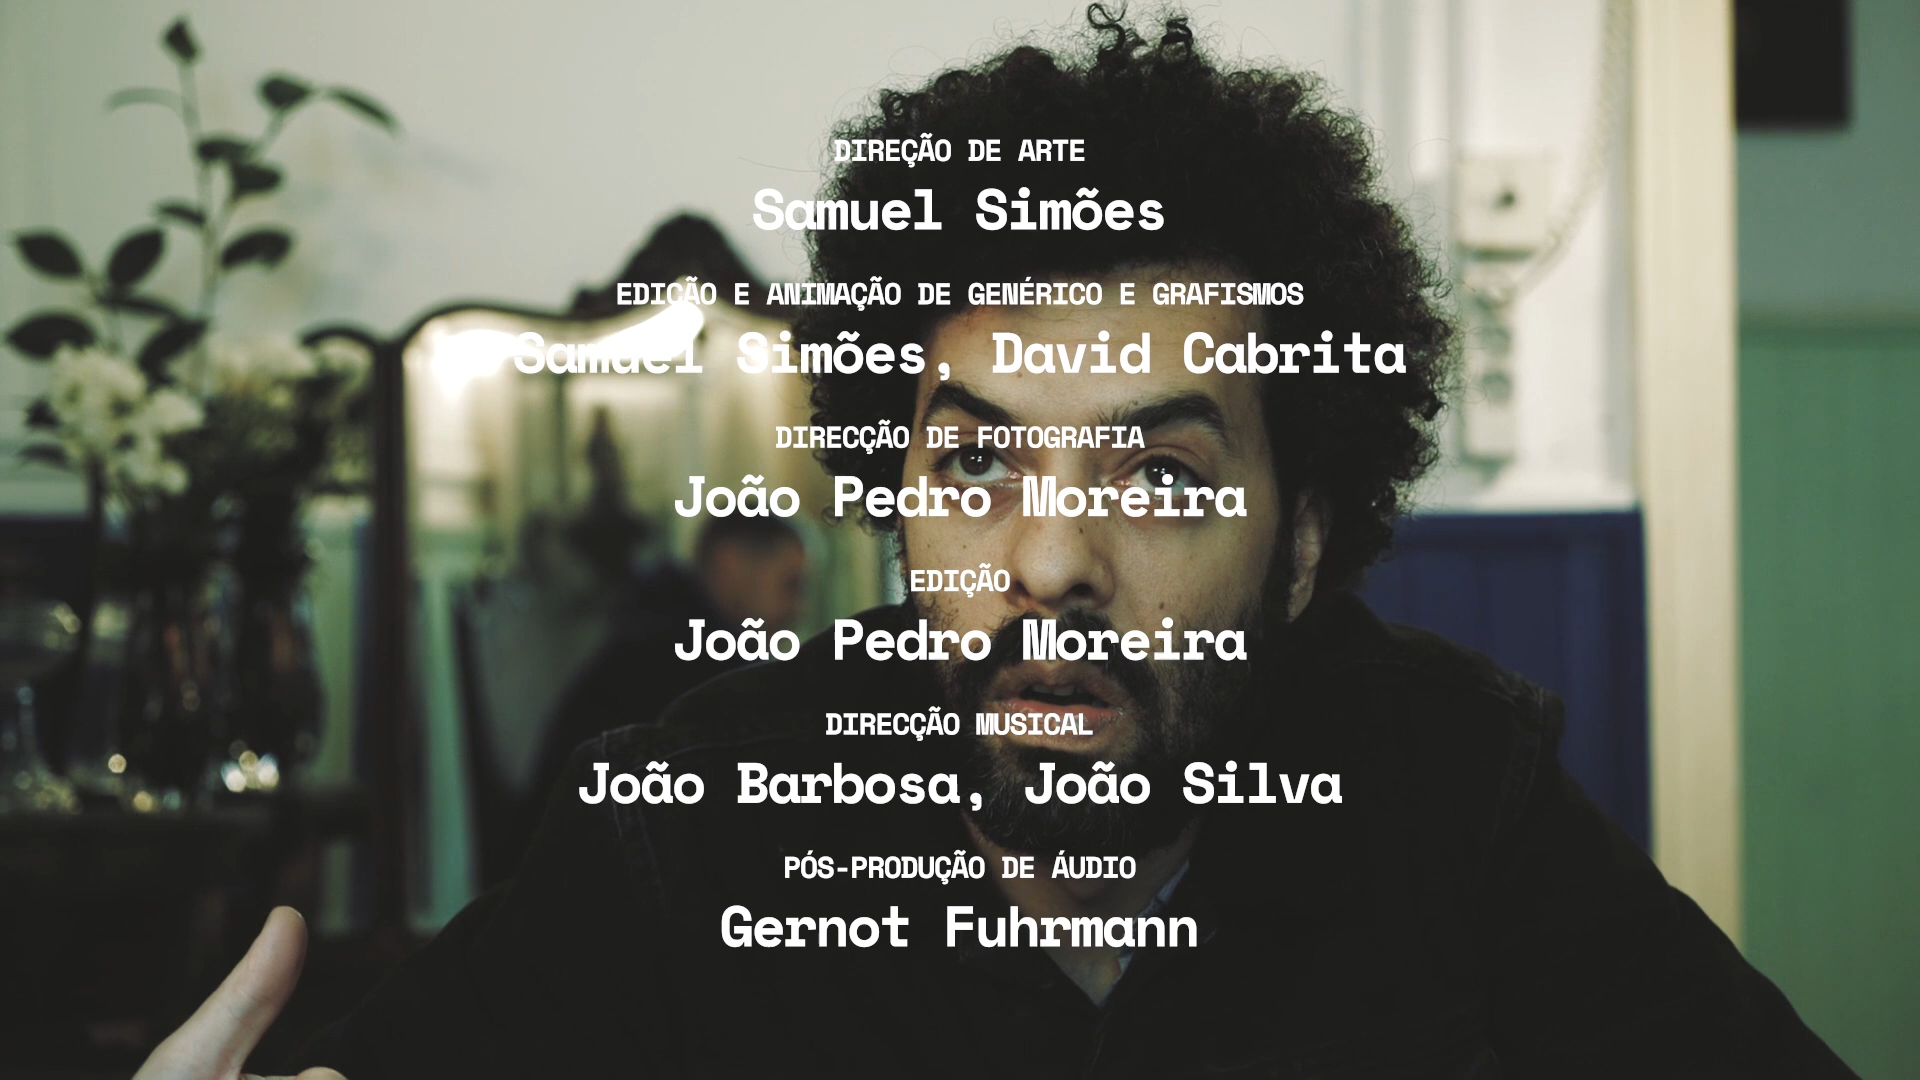 DIREÇÃO DE ARTE
Samuel Simões
EDIÇÃO E ANIMAÇÃO DE GENÉRICO E GRAFISMOS
Samuel Simões, David Cabrita
DIRECÇÃO DE FOTOGRAFIA
João Pedro Moreira
EDIÇÃO
João Pedro Moreira
DIRECÇÃO MUSICAL
João Barbosa, João Silva
PÓS-PRODUÇÃO DE ÁUDIO
Gernot Fuhrmann